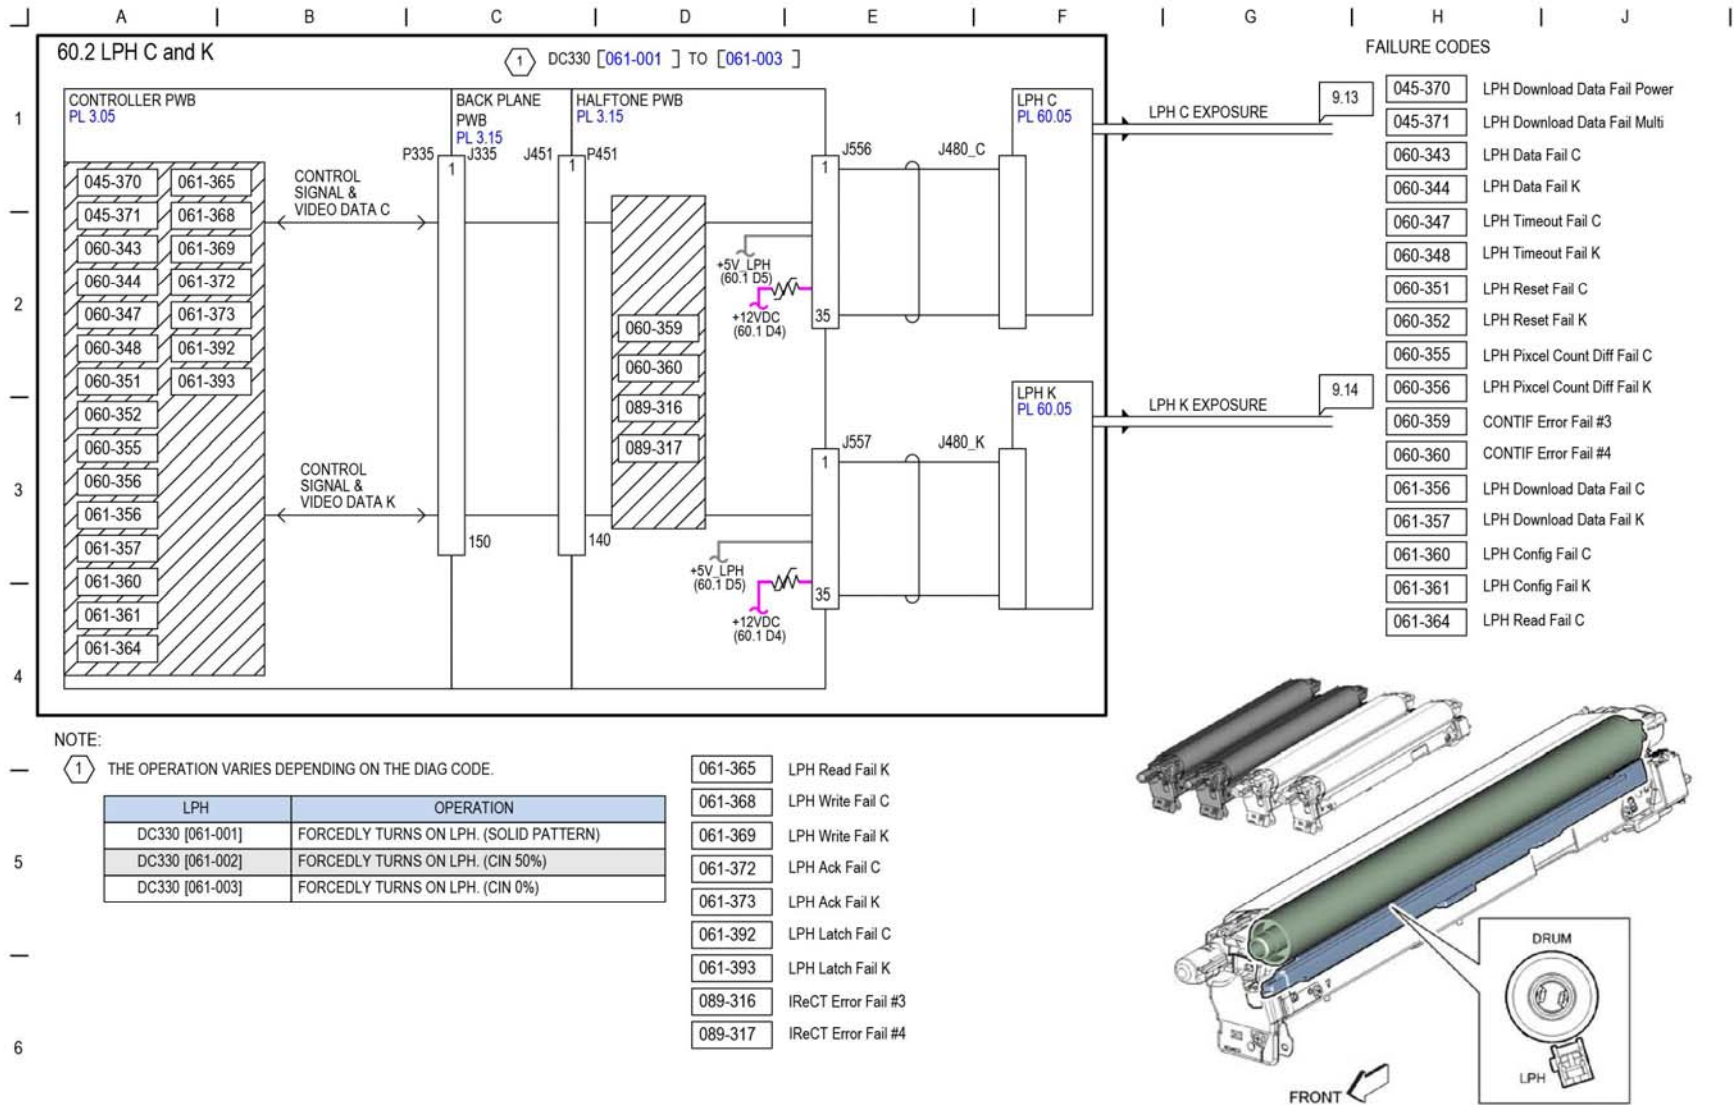 A B C D E F G H J
1
2
3
4
5
6
60.2 LPH C and K
1 DC330 [061-001 ] TO [061-003 ]
CONTROLLER PWB
PL 3.05
BACK PLANE
PWB
PL 3.15
HALFTONE PWB
PL 3.15
P335 J335 J451 P451
1 1
045-370 061-365
045-371 061-368
060-343 061-369
060-344 061-372
060-347 061-373
060-348 061-392
060-351 061-393
060-352
060-355
060-356
061-356
061-357
061-360
061-361
061-364
CONTROL
SIGNAL &
VIDEO DATA C
CONTROL
SIGNAL &
VIDEO DATA K
150 140
060-359
060-360
089-316
089-317
J556 J480_C
1
35
+5V_LPH
(60.1 D5)
+12VDC
(60.1 D4)
LPH C
PL 60.05
J557 J480_K
1
35
+5V_LPH
(60.1 D5)
+12VDC
(60.1 D4)
LPH K
PL 60.05
LPH C EXPOSURE 9.13
LPH K EXPOSURE 9.14
FAILURE CODES
045-370 LPH Download Data Fail Power
045-371 LPH Download Data Fail Multi
060-343 LPH Data Fail C
060-344 LPH Data Fail K
060-347 LPH Timeout Fail C
060-348 LPH Timeout Fail K
060-351 LPH Reset Fail C
060-352 LPH Reset Fail K
060-355 LPH Pixcel Count Diff Fail C
060-356 LPH Pixcel Count Diff Fail K
060-359 CONTIF Error Fail #3
060-360 CONTIF Error Fail #4
061-356 LPH Download Data Fail C
061-357 LPH Download Data Fail K
061-360 LPH Config Fail C
061-361 LPH Config Fail K
061-364 LPH Read Fail C
NOTE:
1 THE OPERATION VARIES DEPENDING ON THE DIAG CODE.
LPH OPERATION
DC330 [061-001] FORCEDLY TURNS ON LPH. (SOLID PATTERN)
DC330 [061-002] FORCEDLY TURNS ON LPH. (CIN 50%)
DC330 [061-003] FORCEDLY TURNS ON LPH. (CIN 0%)
061-365 LPH Read Fail K
061-368 LPH Write Fail C
061-369 LPH Write Fail K
061-372 LPH Ack Fail C
061-373 LPH Ack Fail K
061-392 LPH Latch Fail C
061-393 LPH Latch Fail K
089-316 IReCT Error Fail #3
089-317 IReCT Error Fail #4
DRUM
LPH
FRONT